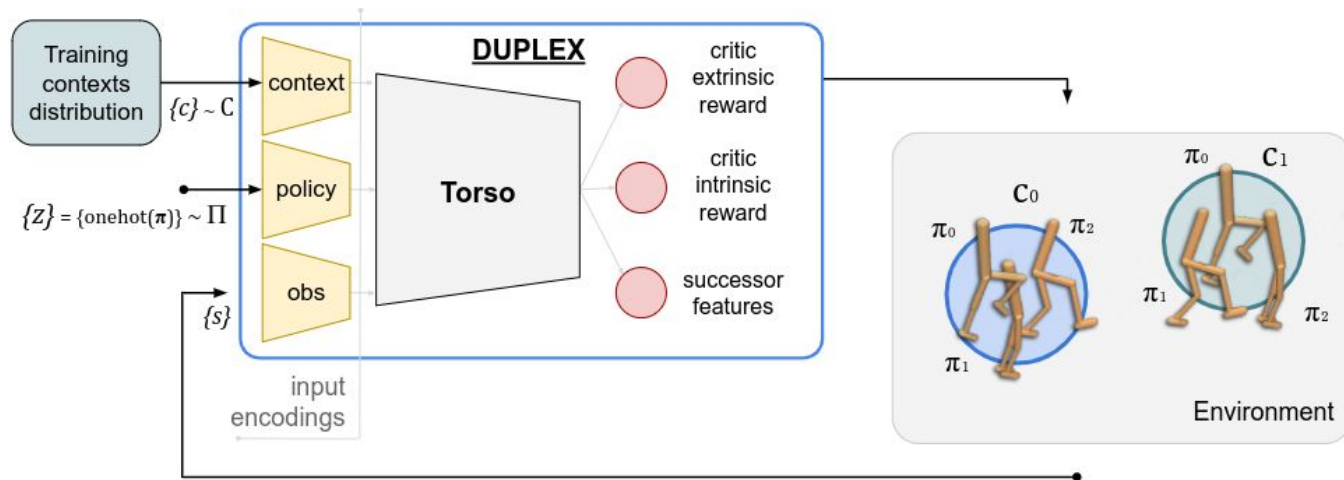 Training
contexts
distribution
{c} ~ C
{Z} = {onehot(π)} ~ Π
{s}
DUPLEX
context
policy
obs
input
encodings
Torso
critic
extrinsic
reward
critic
intrinsic
reward
successor
features
C₀
π₀
π₂
π₁
π₀
C₁
π₁
π₂
Environment